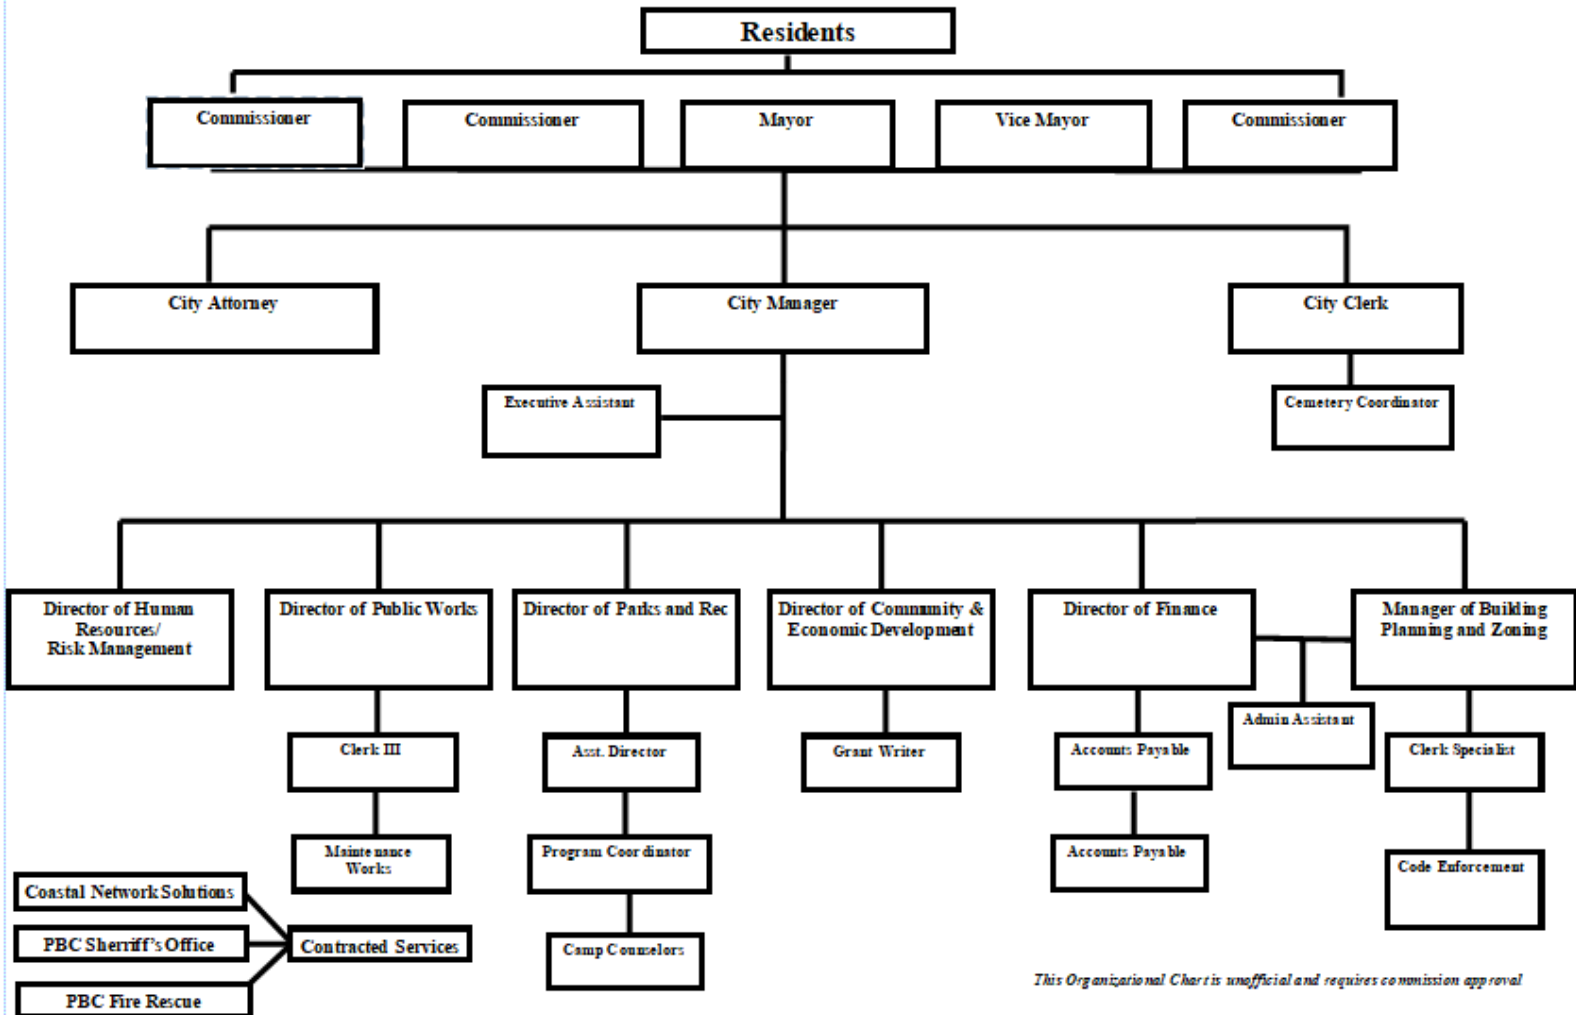 Residents
Commissioner
Commissioner
Mayor
Vice Mayor
Commissioner
City Attorney
City Manager
City Clerk
Executive Assistant
Cemetery Coordinator
Director of Human
Resources/
Risk Management
Director of Public Works
Director of Parks and Rec
Director of Community &
Economic Development
Director of Finance
Manager of Building
Planning and Zoning
Admin Assistant
Clerk III
Asst. Director
Grant Writer
Accounts Payable
Clerk Specialist
Maintenance
Works
Program Coordinator
Accounts Payable
Code Enforcement
Coastal Network Solutions
PBC Sherriff's Office
Contracted Services
Camp Counselors
PBC Fire Rescue
This Organizational Chart is unofficial and requires commission approval